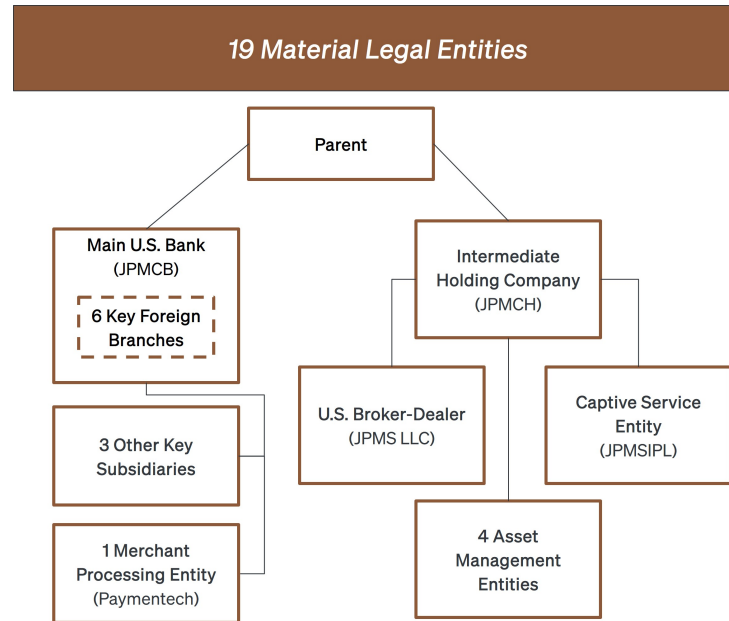 19 Material Legal Entities
Parent
Main U.S. Bank
(JPMCB)
6 Key Foreign
Branches
3 Other Key
Subsidiaries
1 Merchant
Processing Entity
(Paymentech)
Intermediate
Holding Company
(JPMCH)
U.S. Broker-Dealer
(JPMS LLC)
Captive Service
Entity
(JPMSIPL)
4 Asset
Management
Entities